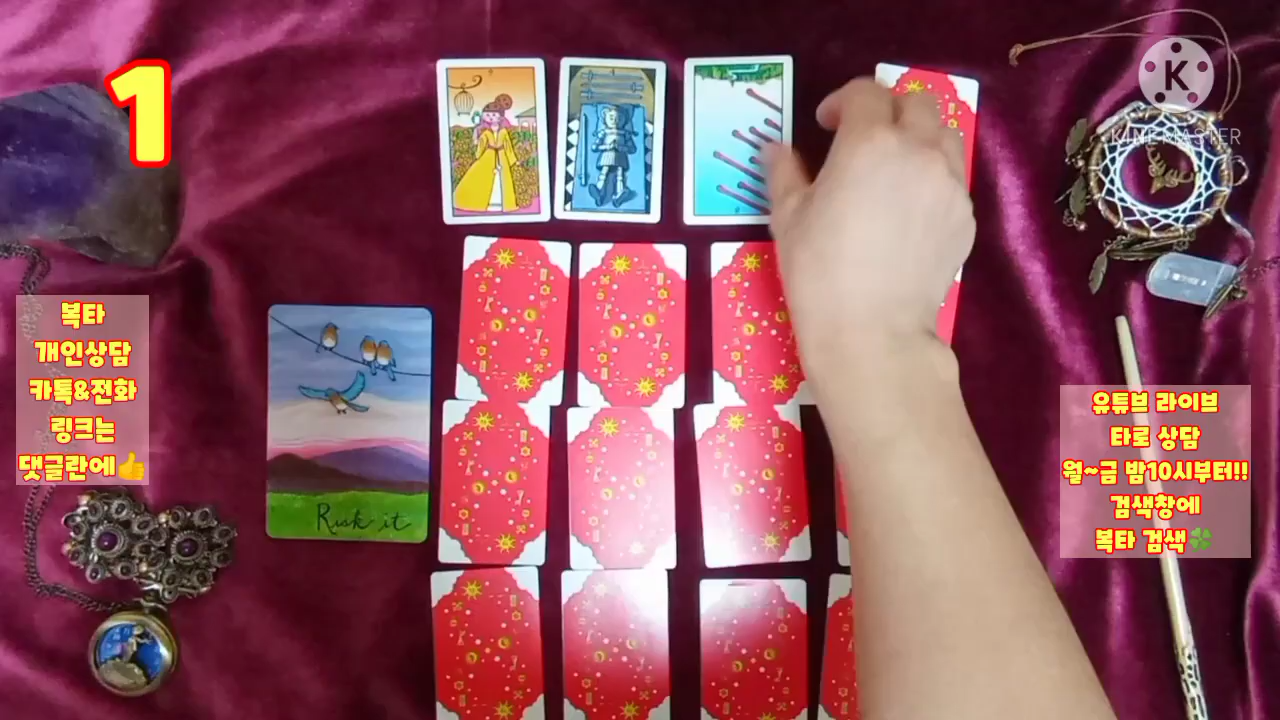 1
K
KINEMASTER
복타
개인상담
카톡&전화
링크는
댓글란에👍
Risk it
유튜브 라이브
타로 상담
월~금 밤10시부터!!
검색창에
복타 검색🍀